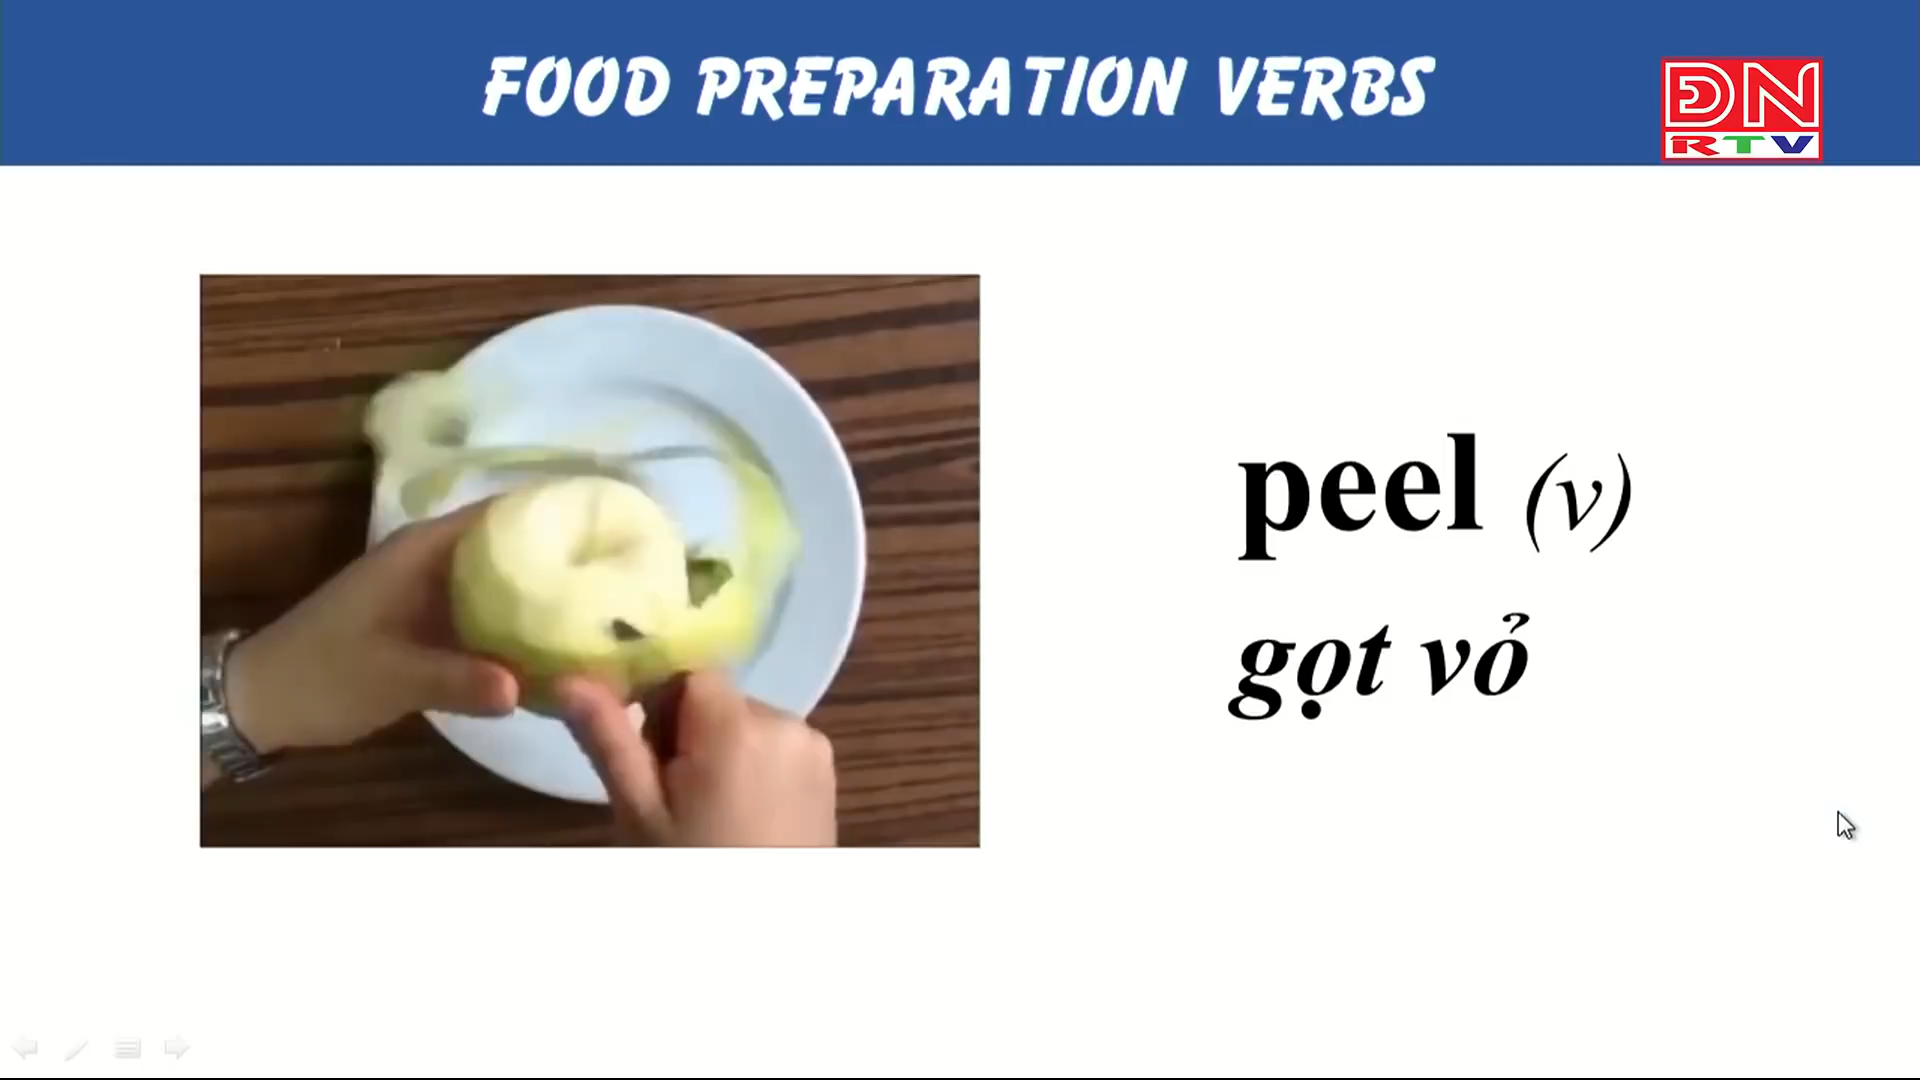 FOOD PREPARATION VERBS
ĐN
RTV
peel (v)
gọt vỏ